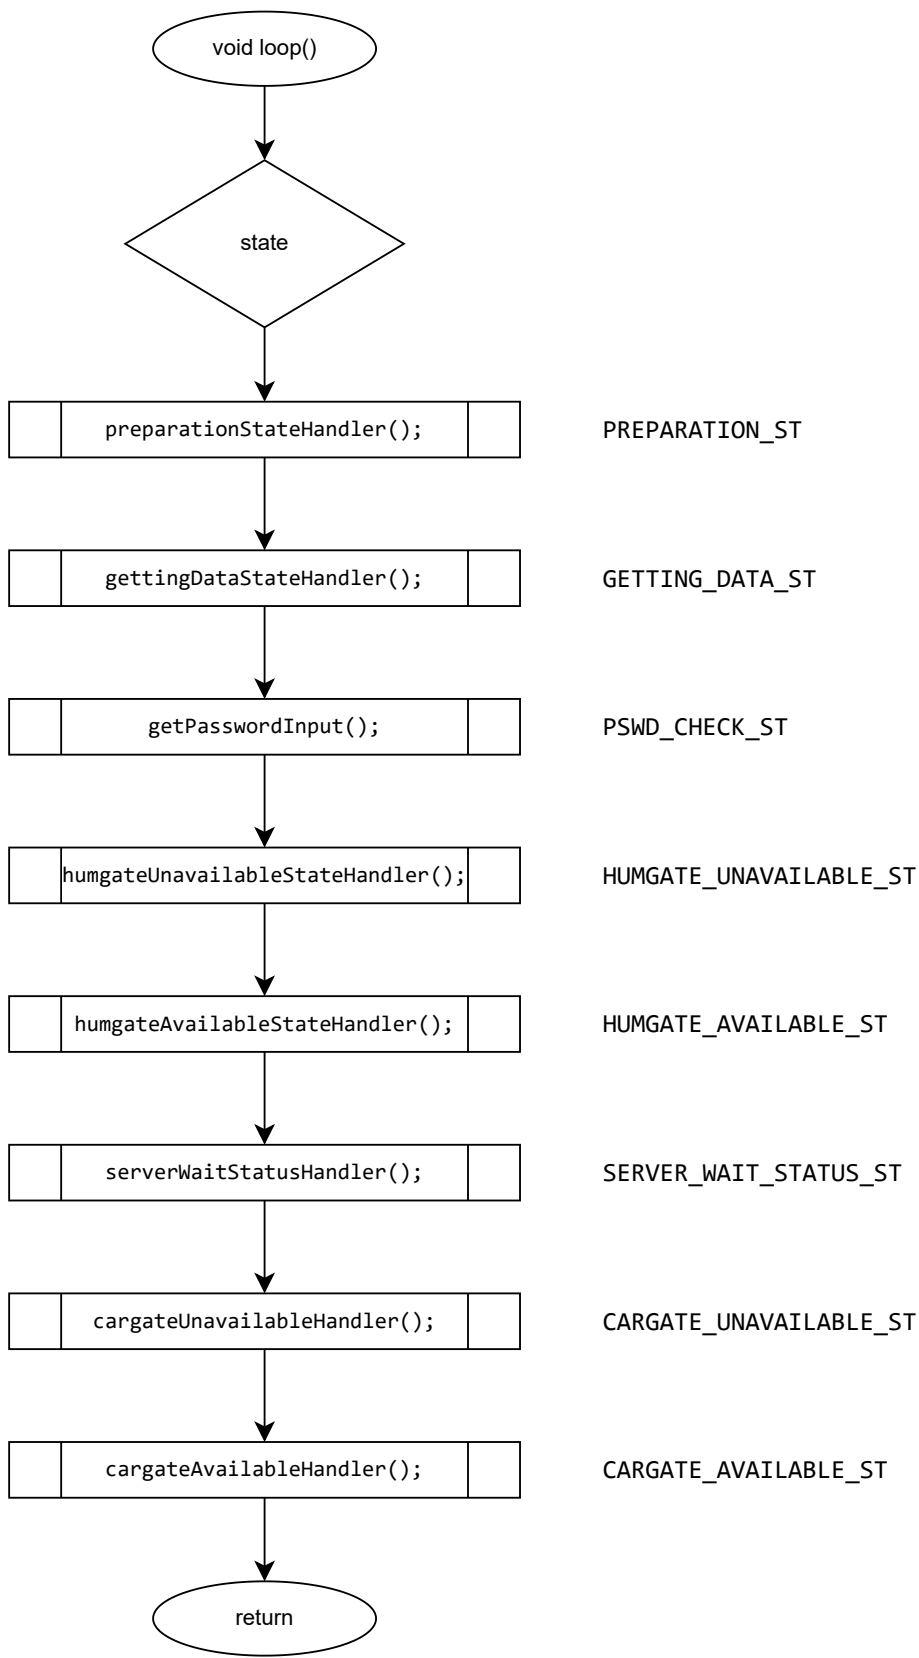 void loop()
state
preparationStateHandler();
PREPARATION_ST
gettingDataStateHandler();
GETTING_DATA_ST
getPasswordInput();
PSWD_CHECK_ST
humgateUnavailableStateHandler();
HUMGATE_UNAVAILABLE_ST
humgateAvailableStateHandler();
HUMGATE_AVAILABLE_ST
serverWaitStatusHandler();
SERVER_WAIT_STATUS_ST
cargateUnavailableHandler();
CARGATE_UNAVAILABLE_ST
cargateAvailableHandler();
CARGATE_AVAILABLE_ST
return